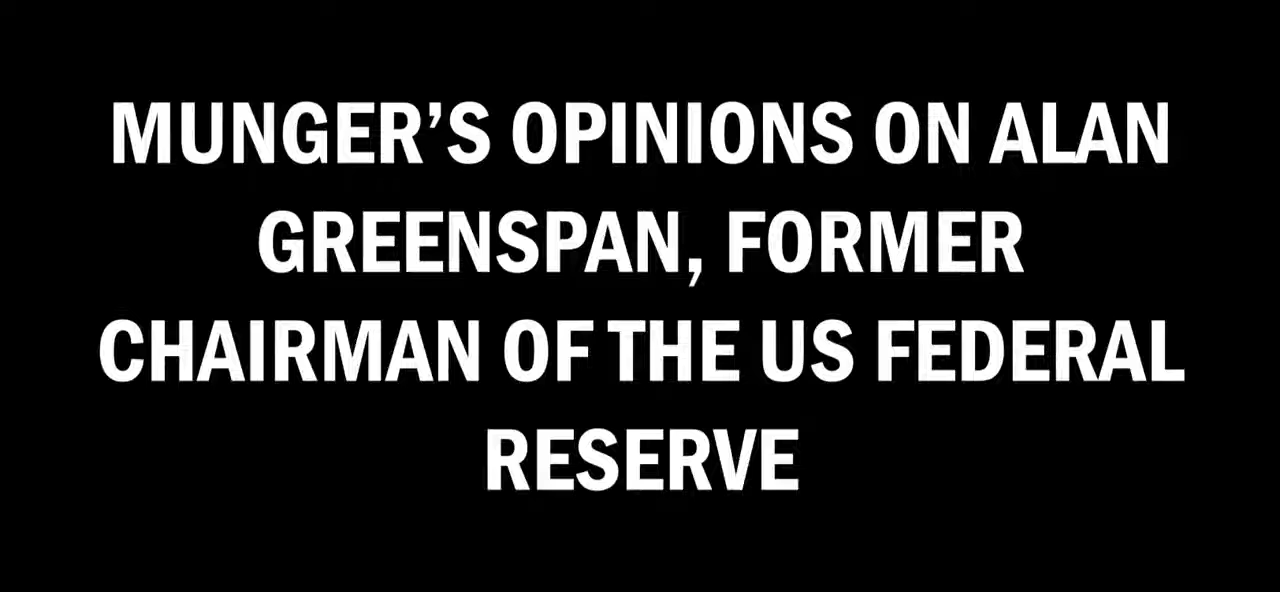 MUNGER’S OPINIONS ON ALAN
GREENSPAN, FORMER
CHAIRMAN OF THE US FEDERAL
RESERVE